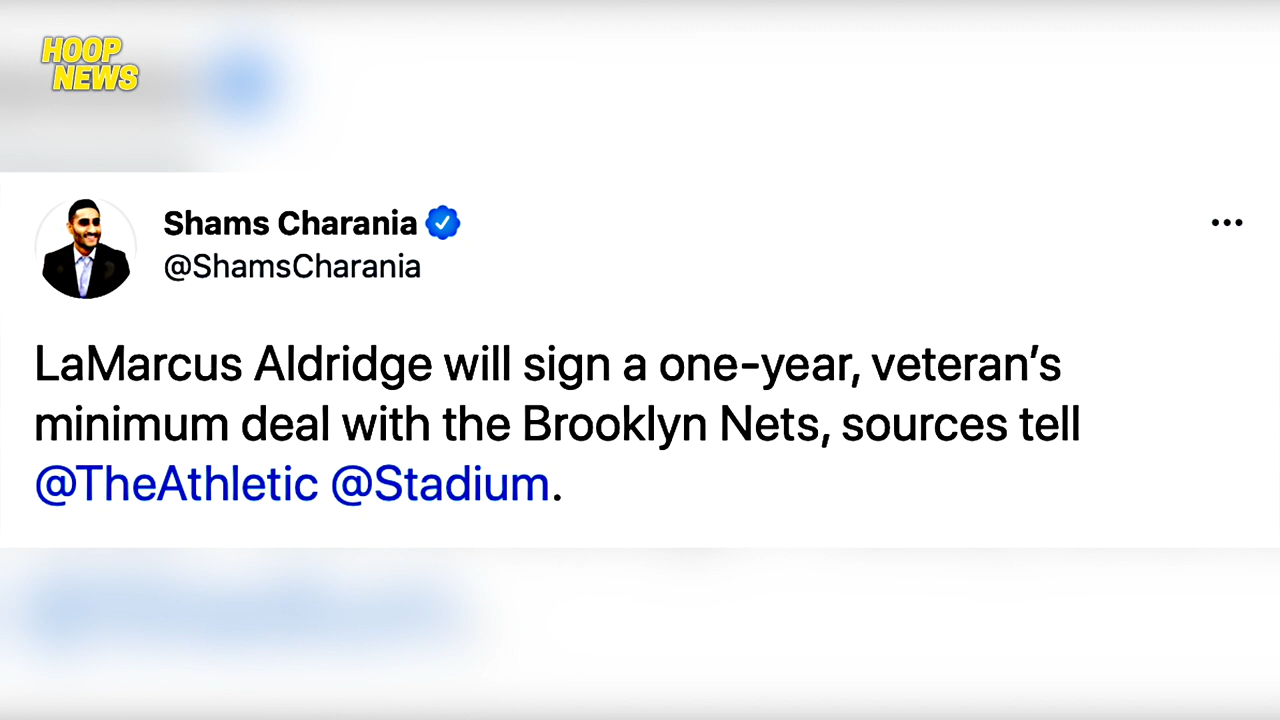 HOOP
NEWS
Shams Charania
@ShamsCharania
LaMarcus Aldridge will sign a one-year, veteran’s
minimum deal with the Brooklyn Nets, sources tell
@TheAthletic @Stadium.